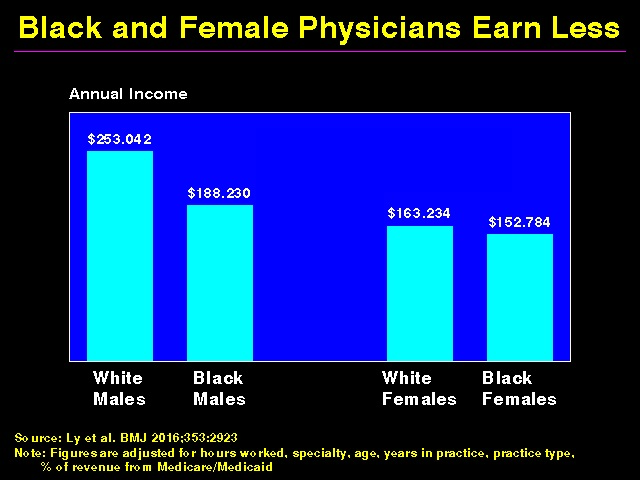 Black and Female Physicians Earn Less
Annual Income
$253.042
$188.230
$163.234
$152.784
White Males
Black Males
White Females
Black Females
Source: Ly et al. BMJ 2016;353:2923
Note: Figures are adjusted for hours worked, specialty, age, years in practice, practice type,
% of revenue from Medicare/Medicaid